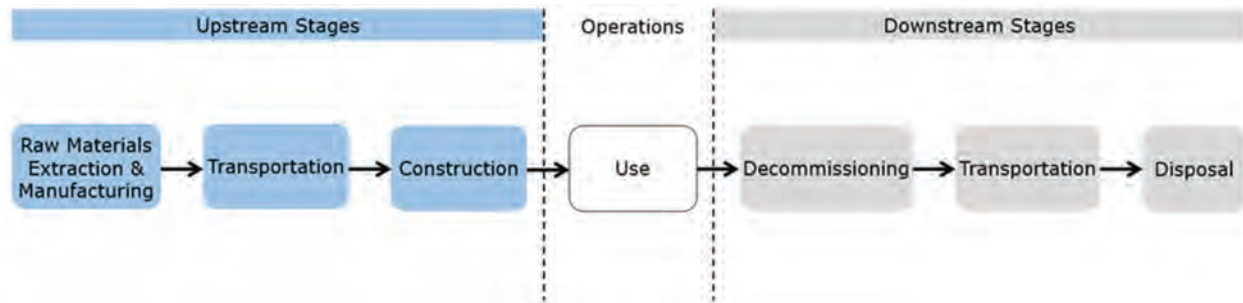 Upstream Stages
Operations
Downstream Stages
Raw Materials
Extraction &
Manufacturing
Transportation
Construction
Use
Decommissioning
Transportation
Disposal